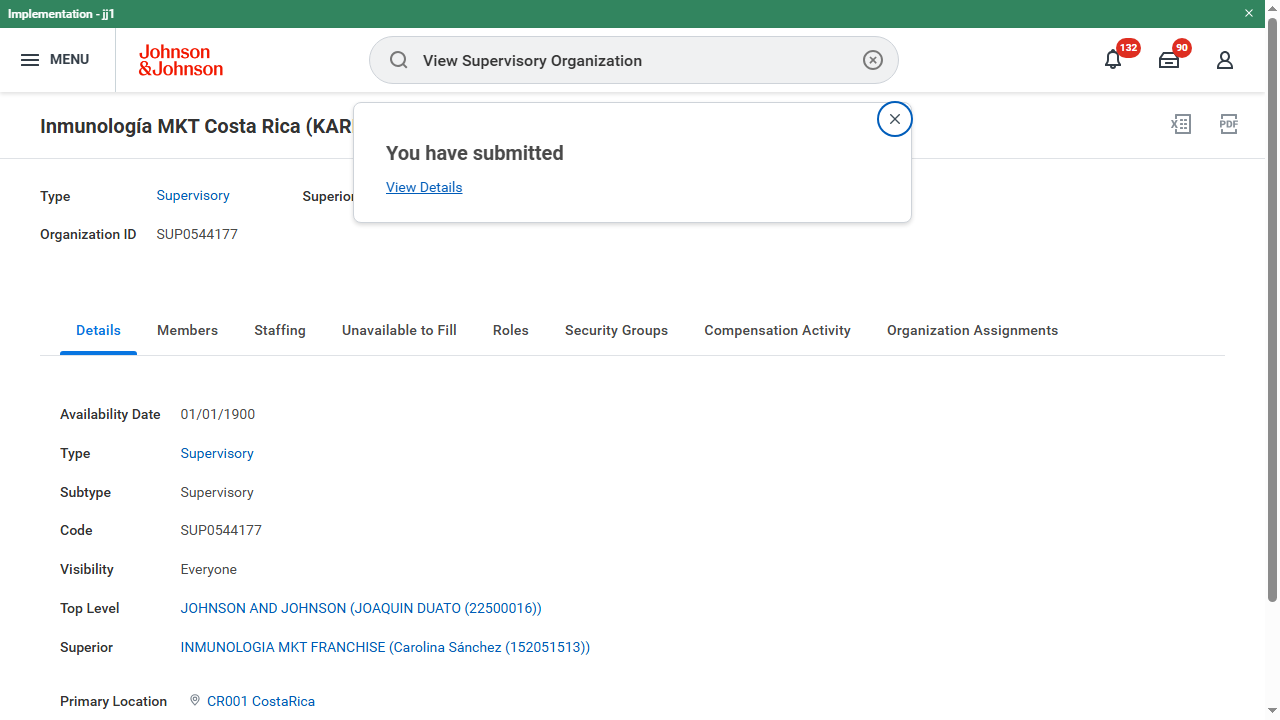 Implementation - jj1
MENU
Johnson
&Johnson
View Supervisory Organization
132
90
Inmunología MKT Costa Rica
PDF
You have submitted
View Details
Type Supervisory
Organization ID SUP0544177
Details Members Staffing Unavailable to Fill Roles Security Groups Compensation Activity Organization Assignments
Availability Date 01/01/1900
Type Supervisory
Subtype Supervisory
Code SUP0544177
Visibility Everyone
Top Level JOHNSON AND JOHNSON (JOAQUIN DUATO (22500016))
Superior INMUNOLOGIA MKT FRANCHISE (Carolina Sánchez (152051513))
Primary Location CR001 CostaRica